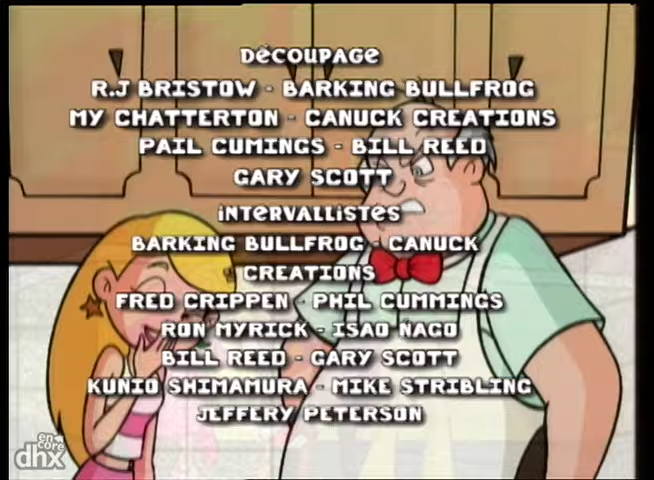 DÉCOUPAGE
R.J BRISTOW - BARKING BULLFROG
MY CHATTERTON - CANUCK CREATIONS
PAIL CUMINGS - BILL REED
GARY SCOTT
INTERVALLISTES
BARKING BULLFROG - CANUCK
CREATIONS
FRED CRIPPEN - PHIL CUMMINGS
RON MYRICK - ISAO NAGO
BILL REED - GARY SCOTT
KUNIO SHIMAMURA - MIKE STRIBLING
JEFFERY PETERSON
en
core
dhx